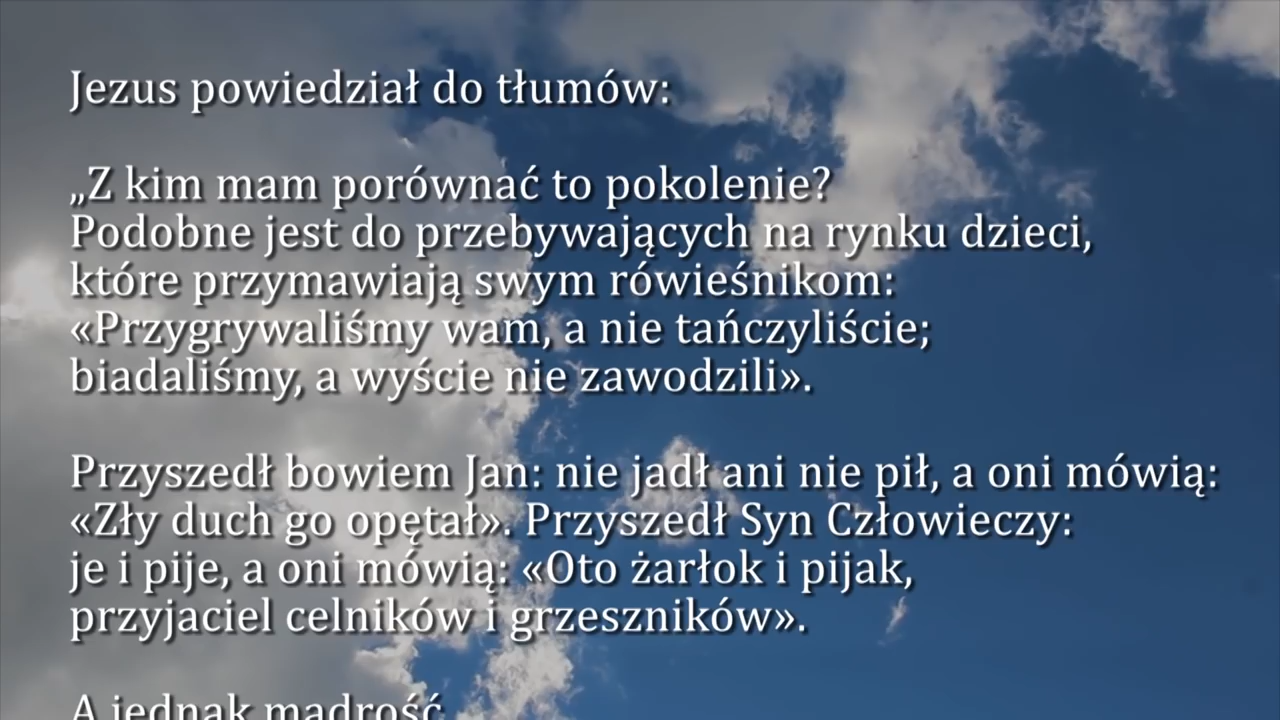 Jezus powiedział do tłumów:
„Z kim mam porównać to pokolenie?
Podobne jest do przebywających na rynku dzieci,
które przymawiają swym rówieśnikom:
«Przygrywaliśmy wam, a nie tańczyliście;
biadaliśmy, a wyście nie zawodzili».
Przyszedł bowiem Jan: nie jadł ani nie pił, a oni mówią:
«Zły duch go opętał». Przyszedł Syn Człowieczy:
je i pije, a oni mówią: «Oto żarłok i pijak,
przyjaciel celników i grzeszników».
A jednak mądrość